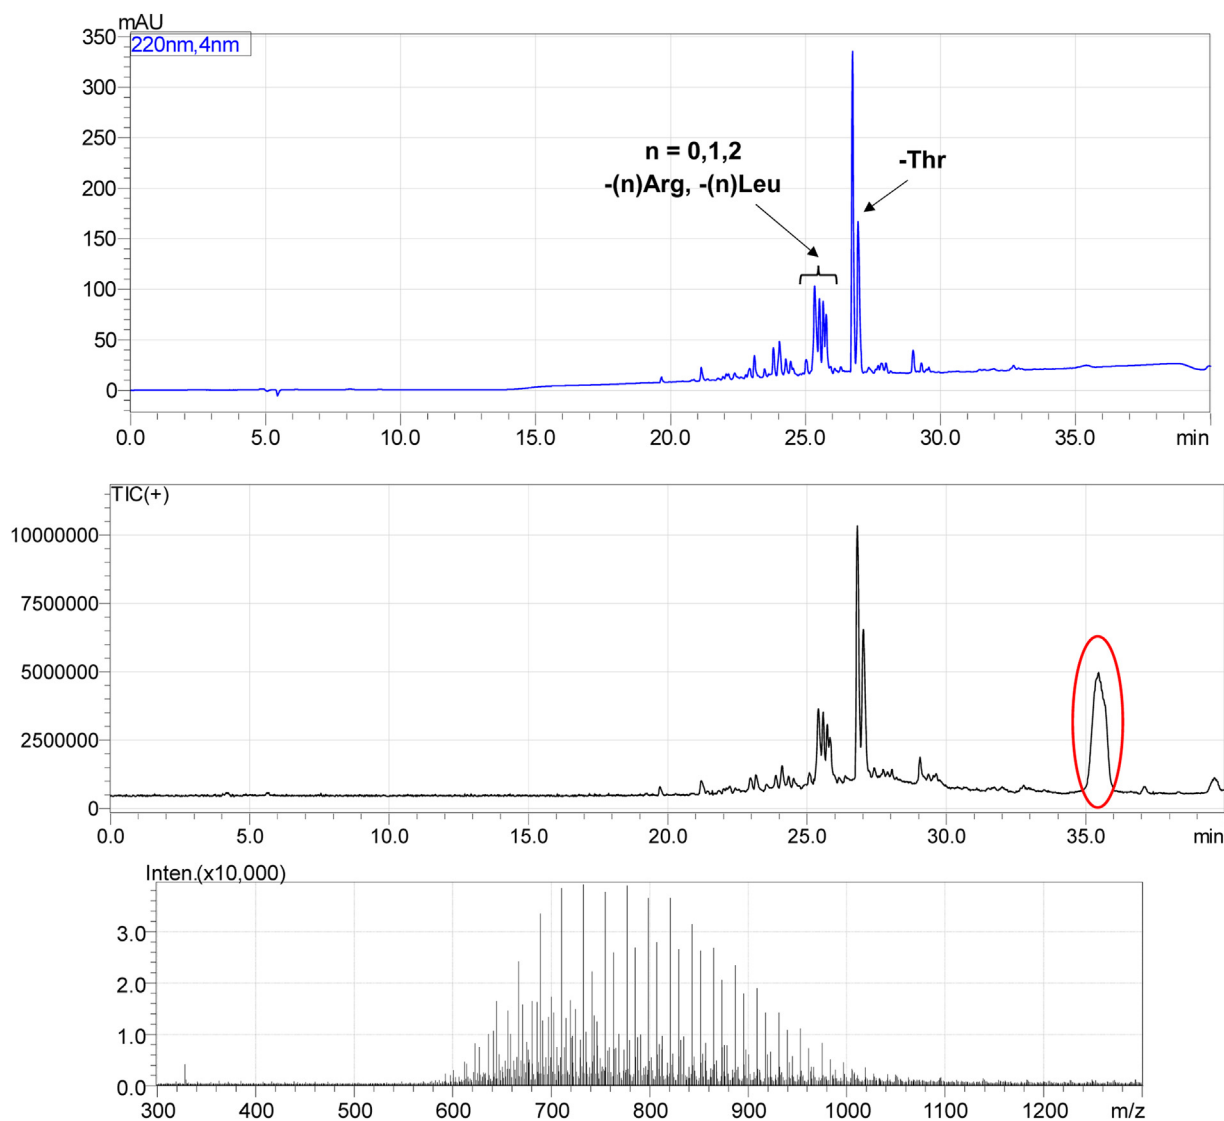 mAU
350
220nm,4nm
300
250
n = 0,1,2
-(n)Arg, -(n)Leu
-Thr
200
150
100
50
0
0.0 5.0 10.0 15.0 20.0 25.0 30.0 35.0 min
TIC(+)
10000000
7500000
5000000
2500000
0
0.0 5.0 10.0 15.0 20.0 25.0 30.0 35.0 min
Inten.(x10,000)
3.0
2.0
1.0
0.0
300 400 500 600 700 800 900 1000 1100 1200 m/z